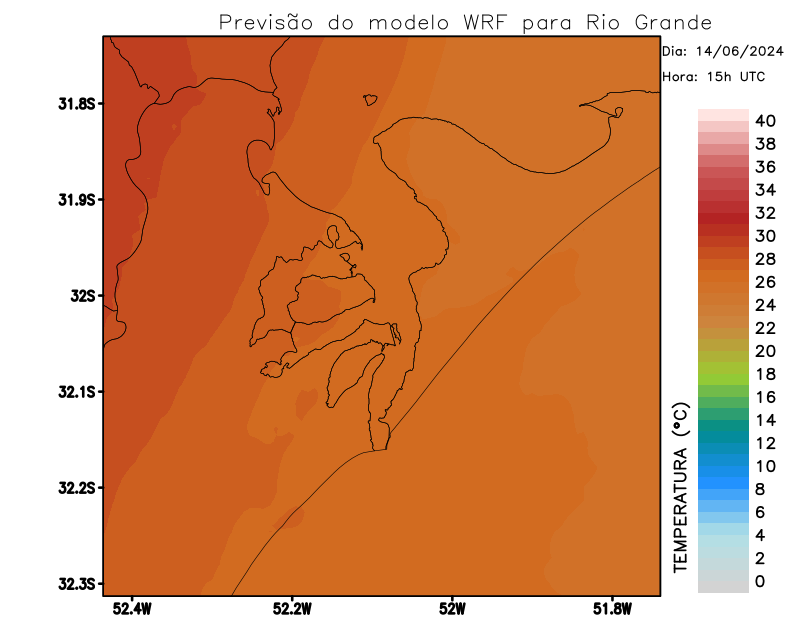 Previsão do modelo WRF para Rio Grande
Dia: 14/06/2024
Hora: 15h UTC
31.8S
31.9S
32S
32.1S
32.2S
32.3S
52.4W
52.2W
52W
51.8W
TEMPERATURA (°C)
40
38
36
34
32
30
28
26
24
22
20
18
16
14
12
10
8
6
4
2
0